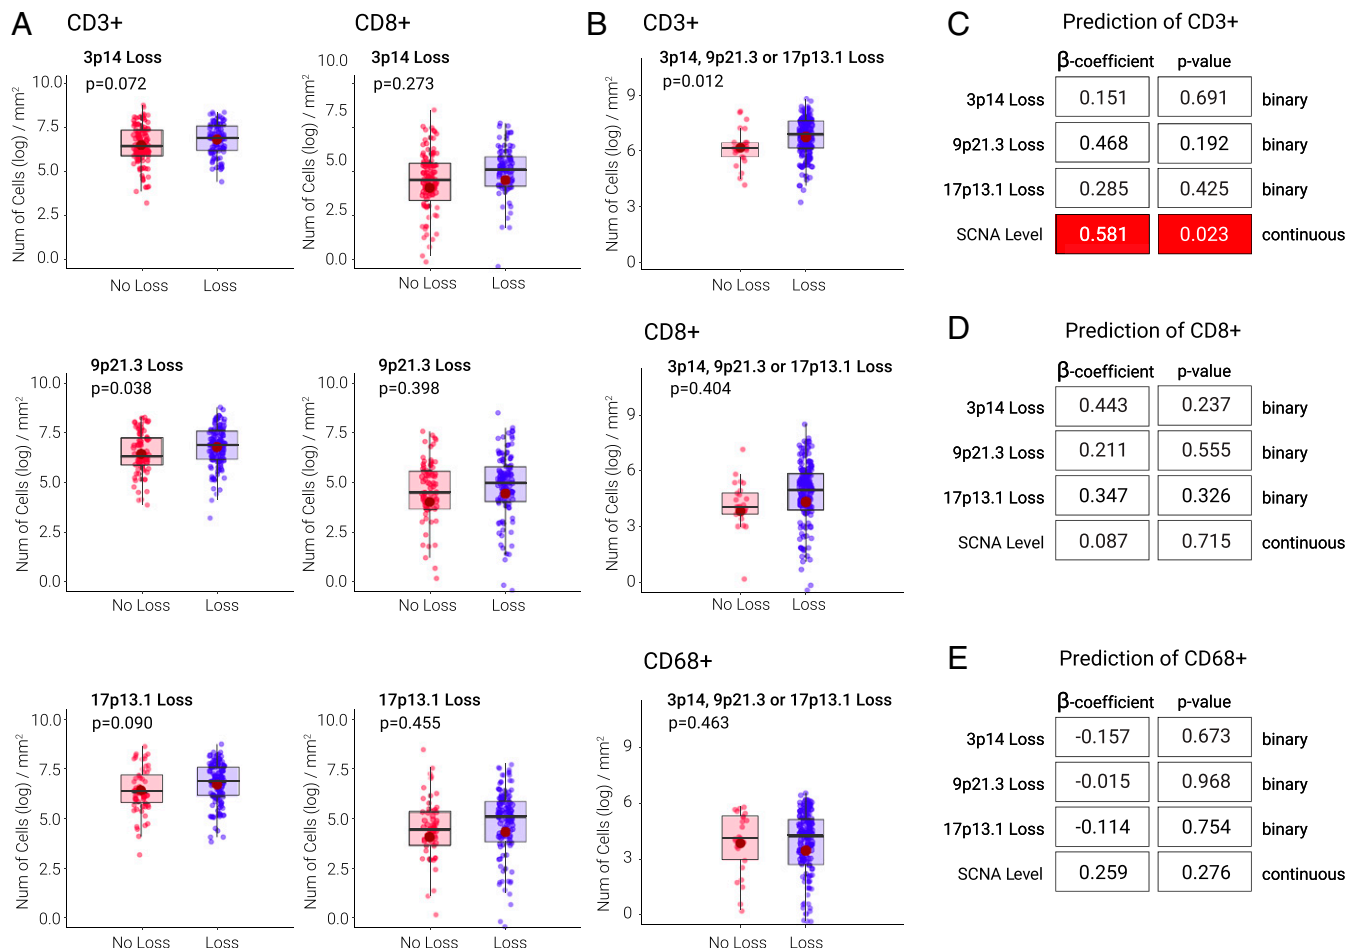 A
CD3+
CD8+
3p14 Loss
p=0.072
Num of Cells (log) / mm²
10.0
7.5
5.0
2.5
0.0
No Loss
Loss
3p14 Loss
p=0.273
Num of Cells (log) / mm²
10.0
7.5
5.0
2.5
0.0
No Loss
Loss
9p21.3 Loss
p=0.038
Num of Cells (log) / mm²
10.0
7.5
5.0
2.5
0.0
No Loss
Loss
9p21.3 Loss
p=0.398
Num of Cells (log) / mm²
10.0
7.5
5.0
2.5
0.0
No Loss
Loss
17p13.1 Loss
p=0.090
Num of Cells (log) / mm²
10.0
7.5
5.0
2.5
0.0
No Loss
Loss
17p13.1 Loss
p=0.455
Num of Cells (log) / mm²
10.0
7.5
5.0
2.5
0.0
No Loss
Loss
B
CD3+
3p14, 9p21.3 or 17p13.1 Loss
p=0.012
Num of Cells (log) / mm²
9
6
3
0
No Loss
Loss
CD8+
3p14, 9p21.3 or 17p13.1 Loss
p=0.404
Num of Cells (log) / mm²
9
6
3
0
No Loss
Loss
CD68+
3p14, 9p21.3 or 17p13.1 Loss
p=0.463
Num of Cells (log) / mm²
9
6
3
0
No Loss
Loss
C
Prediction of CD3+
β-coefficient p-value
3p14 Loss 0.151 0.691 binary
9p21.3 Loss 0.468 0.192 binary
17p13.1 Loss 0.285 0.425 binary
SCNA Level 0.581 0.023 continuous
D
Prediction of CD8+
β-coefficient p-value
3p14 Loss 0.443 0.237 binary
9p21.3 Loss 0.211 0.555 binary
17p13.1 Loss 0.347 0.326 binary
SCNA Level 0.087 0.715 continuous
E
Prediction of CD68+
β-coefficient p-value
3p14 Loss -0.157 0.673 binary
9p21.3 Loss -0.015 0.968 binary
17p13.1 Loss -0.114 0.754 binary
SCNA Level 0.259 0.276 continuous